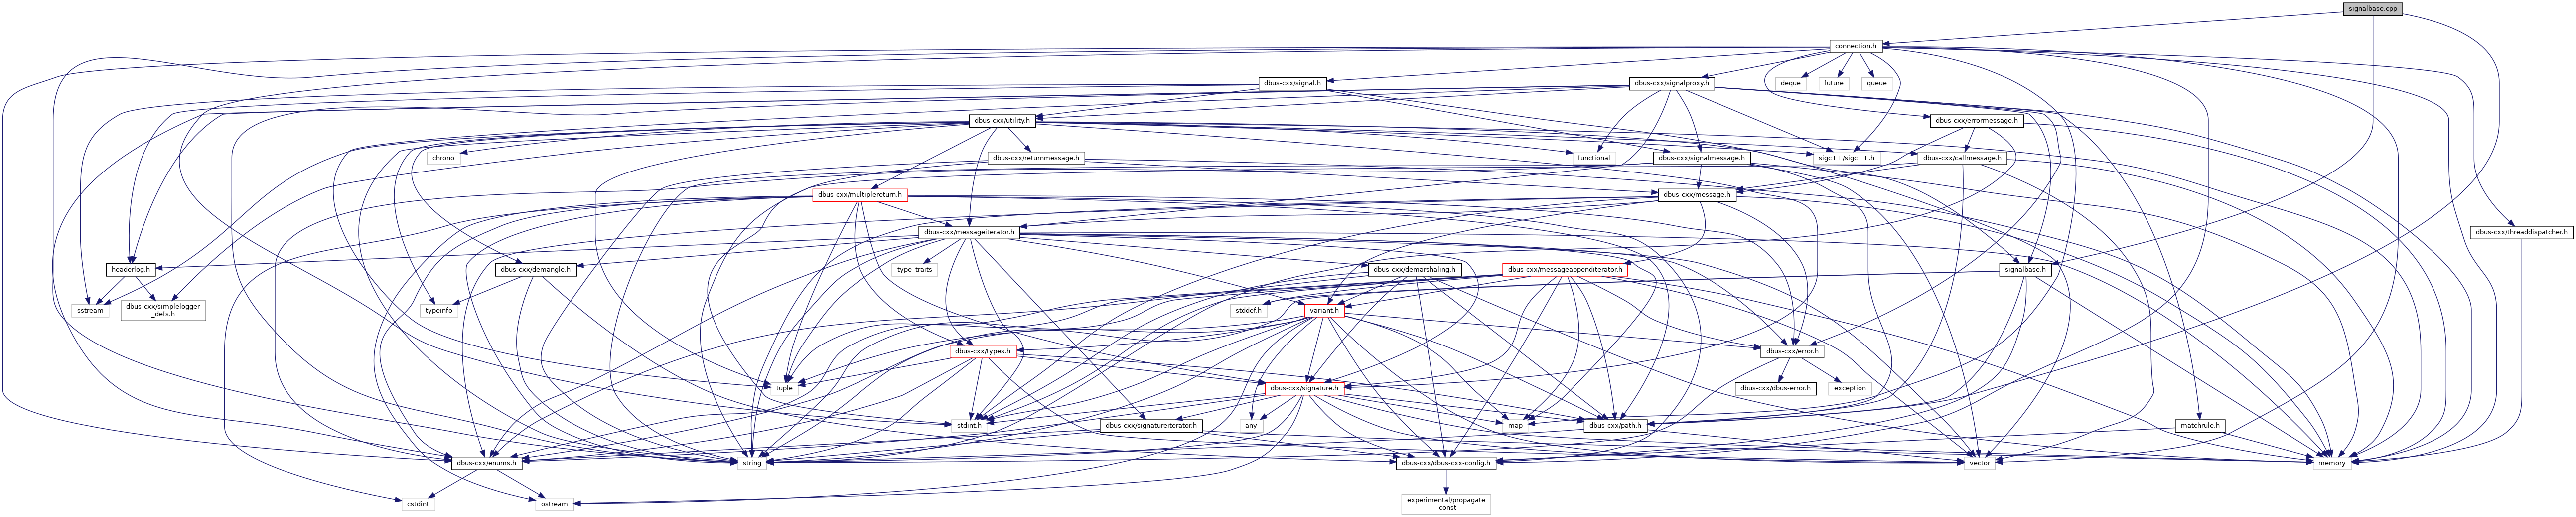 signalbase.cpp
connection.h
dbus-cxx/signal.h
dbus-cxx/signalproxy.h
deque
future
queue
dbus-cxx/utility.h
dbus-cxx/errormessage.h
chrono
dbus-cxx/returnmessage.h
functional
dbus-cxx/signalmessage.h
sigc++/sigc++.h
dbus-cxx/callmessage.h
dbus-cxx/multiplereturn.h
dbus-cxx/message.h
dbus-cxx/messageiterator.h
dbus-cxx/threaddispatcher.h
headerlog.h
dbus-cxx/demangle.h
type_traits
dbus-cxx/demarshaling.h
dbus-cxx/messageappenditerator.h
signalbase.h
sstream
dbus-cxx/simplelogger
_defs.h
typeinfo
stddef.h
variant.h
dbus-cxx/types.h
dbus-cxx/error.h
tuple
dbus-cxx/signature.h
dbus-cxx/dbus-error.h
exception
stdint.h
dbus-cxx/signatureiterator.h
any
map
dbus-cxx/path.h
matchrule.h
dbus-cxx/enums.h
string
dbus-cxx/dbus-cxx-config.h
vector
memory
cstdint
ostream
experimental/propagate
_const